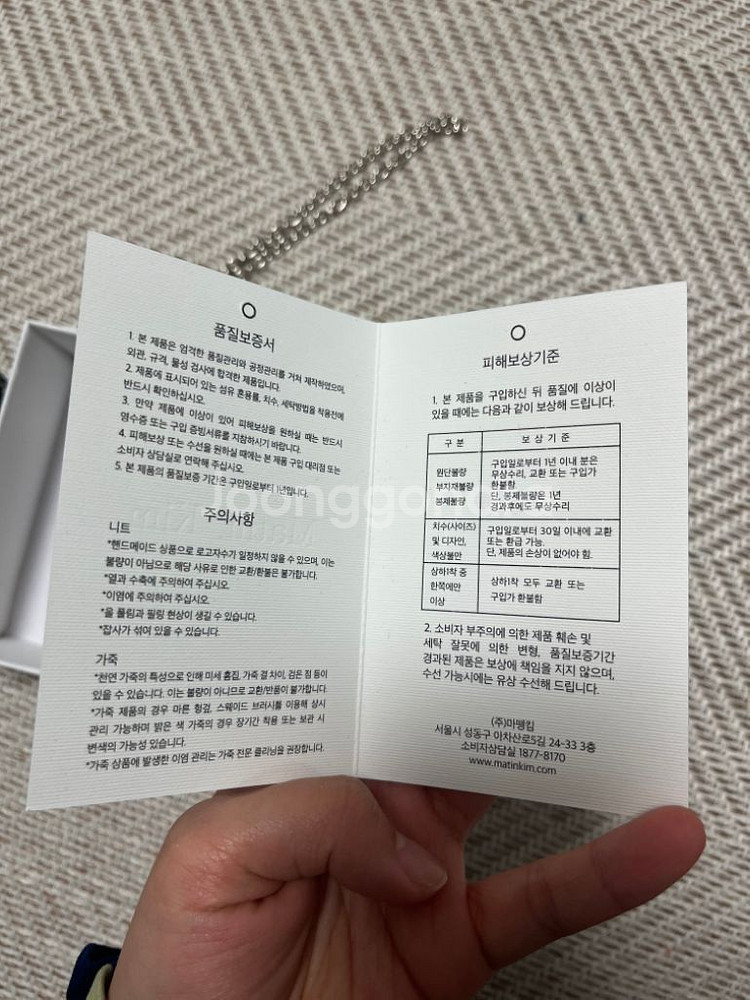 품질보증서
1. 본 제품은 엄격한 품질관리와 공정관리를 거쳐 제작하였으며,
외관, 규격, 물성 검사에 합격한 제품입니다.
2. 제품에 표시되어 있는 섬유 혼용률, 치수, 세탁방법을 착용전에
반드시 확인하십시오.
3. 만약 제품에 이상이 있어 피해보상을 원하실 때는 반드시
영수증 또는 구입 증빙서류를 지참하시기 바랍니다.
4. 피해보상 또는 수선을 원하실 때에는 본 제품 구입 대리점 또는
소비자 상담실로 연락해 주십시오.
5. 본 제품의 품질보증 기간은 구입일로부터 1년입니다.
주의사항
니트
*핸드메이드 상품으로 로고자수가 일정하지 않을 수 있으며, 이는
불량이 아님으로 해당 사유로 인한 교환/환불은 불가합니다.
*열과 수축에 주의하여 주십시오.
*이염에 주의하여 주십시오.
*올 풀림과 필링 현상이 생길 수 있습니다.
*잡사가 섞여 있을 수 있습니다.
가죽
*천연 가죽의 특성으로 인해 미세 흠집, 가죽 결 차이, 검은 점 등이
있을 수 있습니다. 이는 불량이 아니므로 교환/반품이 불가합니다.
*가죽 제품의 경우 마른 헝겊, 스웨이드 브러시를 이용해 상시
관리 가능하며 밝은 색 가죽의 경우 장기간 착용 또는 보관 시
변색의 가능성 있습니다.
*가죽 상품에 발생한 이염 관리는 가죽 전문 클리닝을 권장합니다.
피해보상기준
1. 본 제품을 구입하신 뒤 품질에 이상이
있을 때에는 다음과 같이 보상해 드립니다.
구 분 보 상 기 준
원단불량
부자재불량
봉제불량
구입일로부터 1년 이내 분은
무상수리, 교환 또는 구입가
환불함
단, 봉제불량은 1년
경과후에도 무상수리
치수(사이즈)
및 디자인,
색상불만
구입일로부터 30일 이내에 교환
또는 환급 가능.
단, 제품의 손상이 없어야 함.
상하1착 중
한쪽에만
이상
상하1착 모두 교환 또는
구입가 환불함
2. 소비자 부주의에 의한 제품 훼손 및
세탁 잘못에 의한 변형, 품질보증기간
경과된 제품은 보상에 책임을 지지 않으며,
수선 가능시에는 유상 수선해 드립니다.
(주)마뗑킴
서울시 성동구 아차산로5길 24-33 3층
소비자상담실 1877-8170
www.matinkim.com